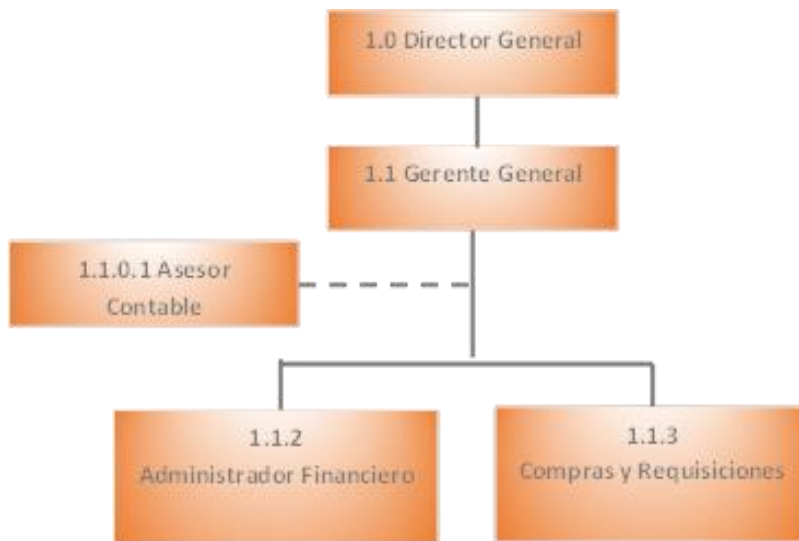 1.0 Director General
1.1 Gerente General
1.1.0.1 Asesor
Contable
1.1.2
Administrador Financiero
1.1.3
Compras y Requisiciones